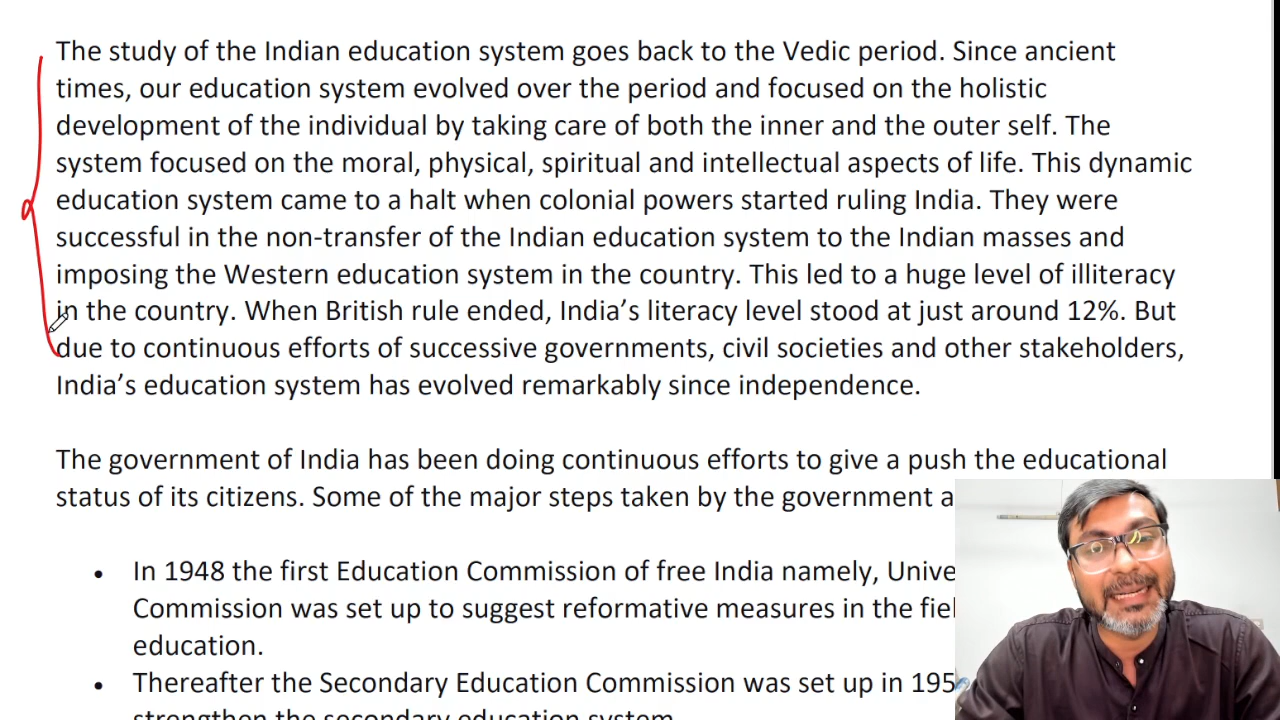 The study of the Indian education system goes back to the Vedic period. Since ancient
times, our education system evolved over the period and focused on the holistic
development of the individual by taking care of both the inner and the outer self. The
system focused on the moral, physical, spiritual and intellectual aspects of life. This dynamic
education system came to a halt when colonial powers started ruling India. They were
successful in the non-transfer of the Indian education system to the Indian masses and
imposing the Western education system in the country. This led to a huge level of illiteracy
in the country. When British rule ended, India’s literacy level stood at just around 12%. But
due to continuous efforts of successive governments, civil societies and other stakeholders,
India’s education system has evolved remarkably since independence.
The government of India has been doing continuous efforts to give a push the educational
status of its citizens. Some of the major steps taken by the government
• In 1948 the first Education Commission of free India namely,
Commission was set up to suggest reformative measures in the
education.
• Thereafter the Secondary Education Commission was set up in
strengthen the secondary education system.